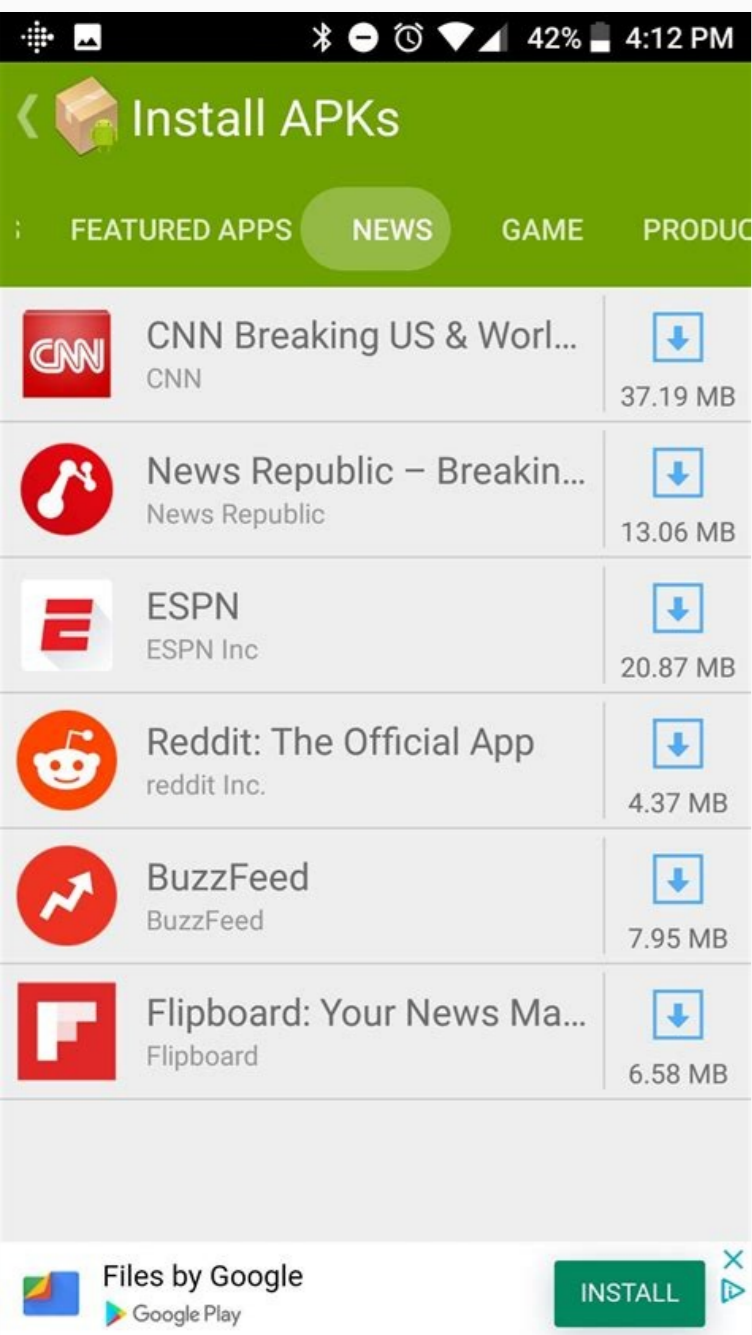 42% 4:12 PM
Install APKs
S FEATURED APPS NEWS GAME PRODUC
CNN
CNN Breaking US & Worl...
CNN
37.19 MB
News Republic – Breakin...
News Republic
13.06 MB
ESPN
ESPN Inc
20.87 MB
Reddit: The Official App
reddit Inc.
4.37 MB
BuzzFeed
BuzzFeed
7.95 MB
Flipboard: Your News Ma...
Flipboard
6.58 MB
Files by Google
Google Play
INSTALL